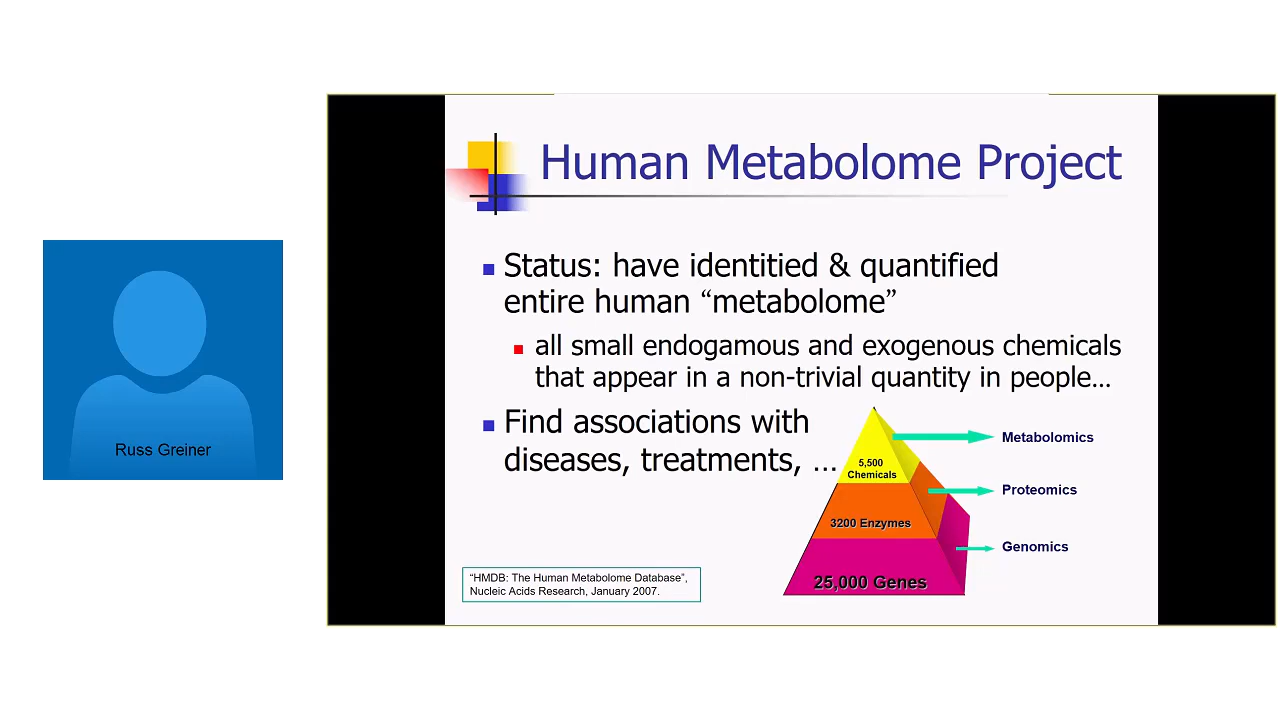 Human Metabolome Project
Status: have identitied & quantified
entire human “metabolome”
all small endogamous and exogenous chemicals
that appear in a non-trivial quantity in people…
Find associations with
diseases, treatments, …
5,500
Chemicals
3200 Enzymes
25,000 Genes
Metabolomics
Proteomics
Genomics
“HMDB: The Human Metabolome Database”,
Nucleic Acids Research, January 2007.
Russ Greiner